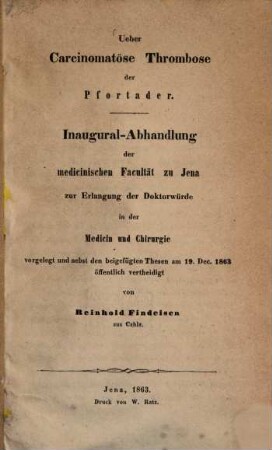 Ueber
Carcinomatöse Thrombose
der
Pfortader.
Inaugural-Abhandlung
der
medicinischen Facultät zu Jena
zur Erlangung der Doktorwürde
in der
Medicin und Chirurgie
vorgelegt und nebst den beigefügten Thesen am 19. Dec. 1863
öffentlich vertheidigt
von
Reinhold Findeisen
aus
Jena, 1863.
Druck von W. Ratz.